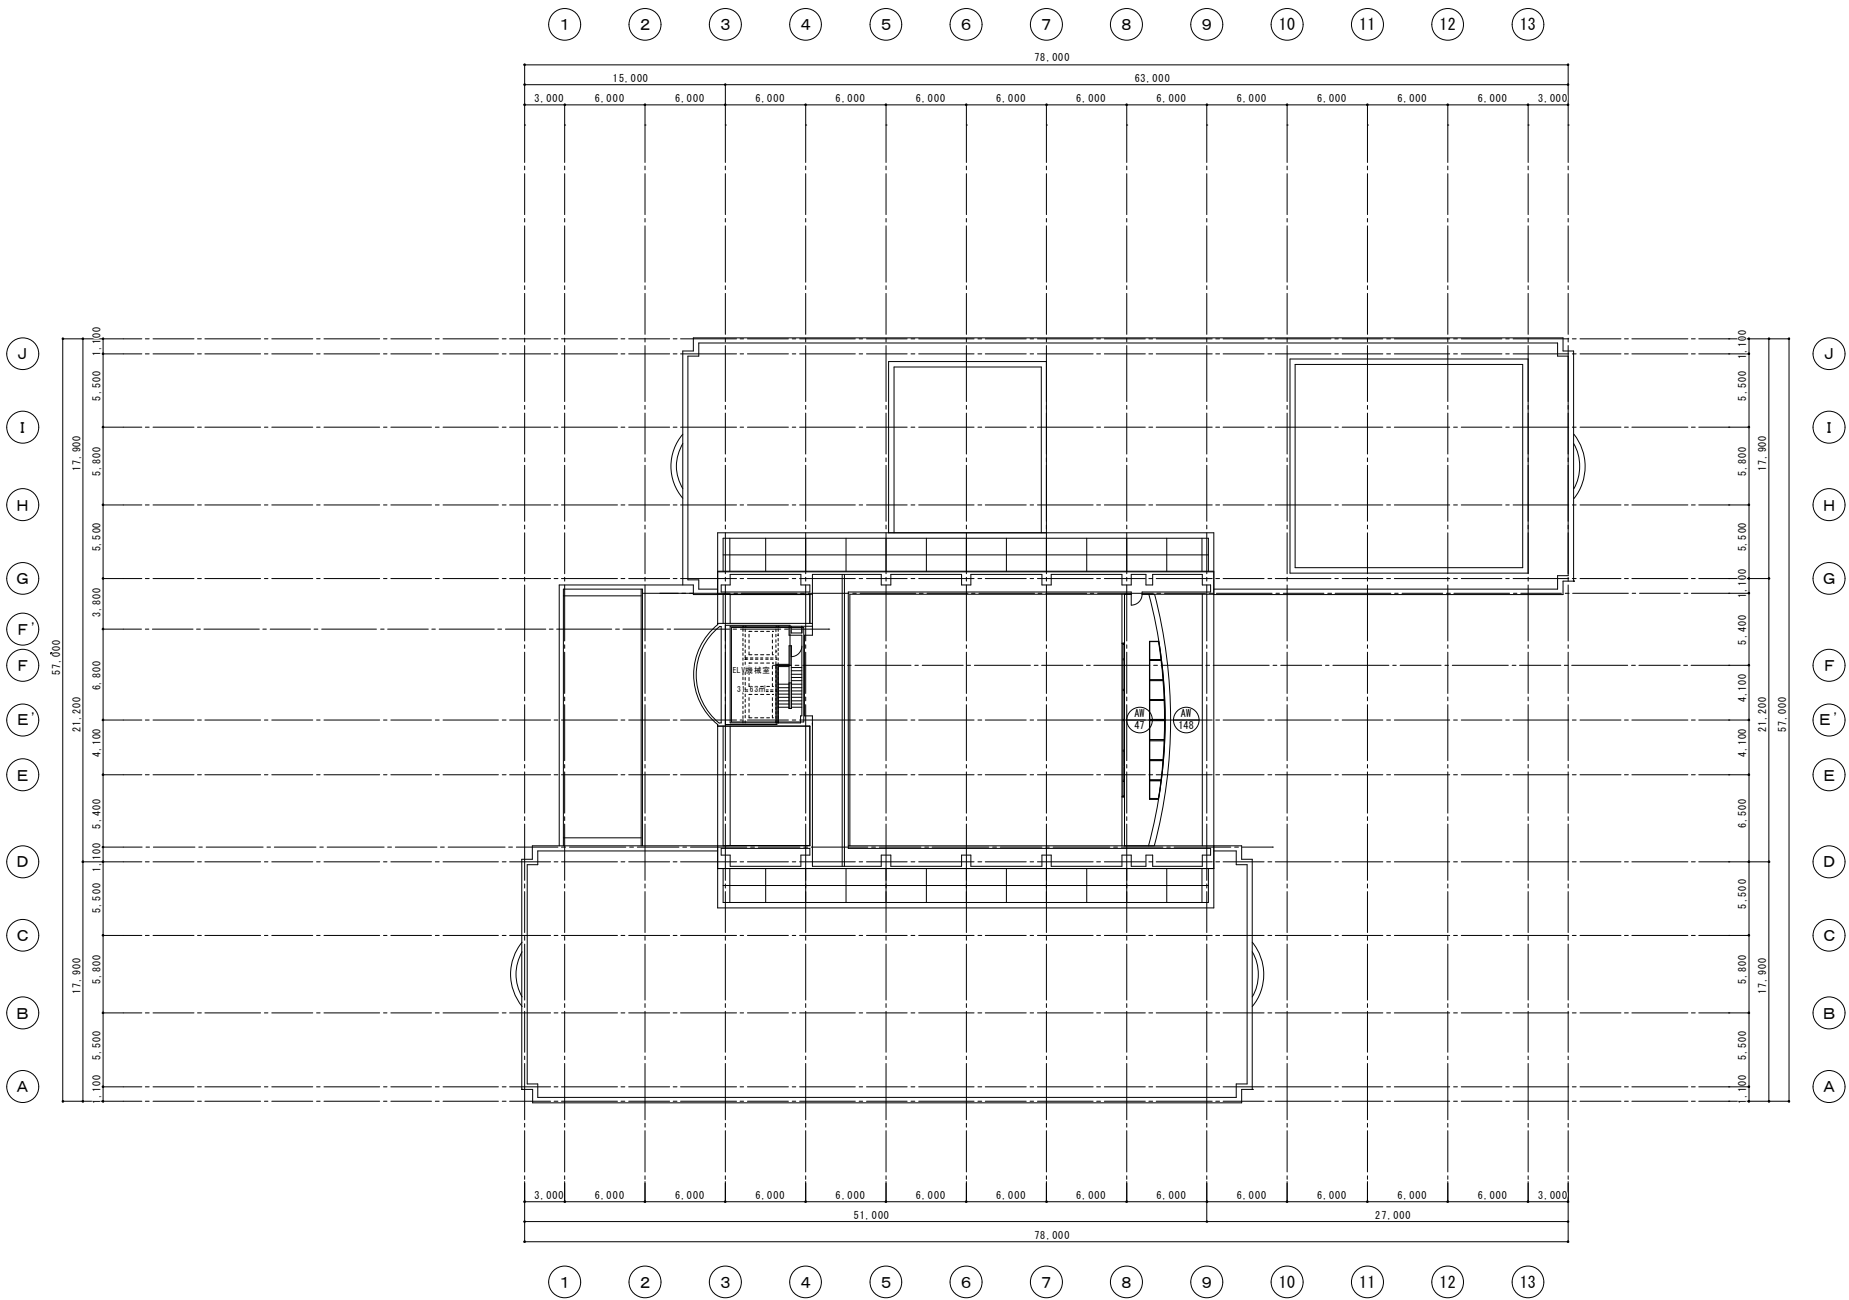 1 2 3 4 5 6 7 8 9 10 11 12 13
78,000
15,000 63,000
3,000 6,000 6,000 6,000 6,000 6,000 6,000 6,000 6,000 6,000 6,000 6,000 6,000 3,000
J
I
H
G
F'
F
E'
E
D
C
B
A
57,000
17,900
21,200
17,900
1,100
5,500
5,800
5,500
3,800
6,800
4,100
5,400
1,100
5,500
5,800
5,500
1,100
ELV機械室
31.63㎡
AW
47
AW
148
1,100
5,500
5,800
5,500
1,100
5,400
4,100
4,100
6,500
5,500
5,800
5,500
1,100
17,900
21,200
17,900
57,000
J
I
H
G
F
E'
E
D
C
B
A
3,000 6,000 6,000 6,000 6,000 6,000 6,000 6,000 6,000 6,000 6,000 6,000 6,000 3,000
51,000 27,000
78,000
1 2 3 4 5 6 7 8 9 10 11 12 13